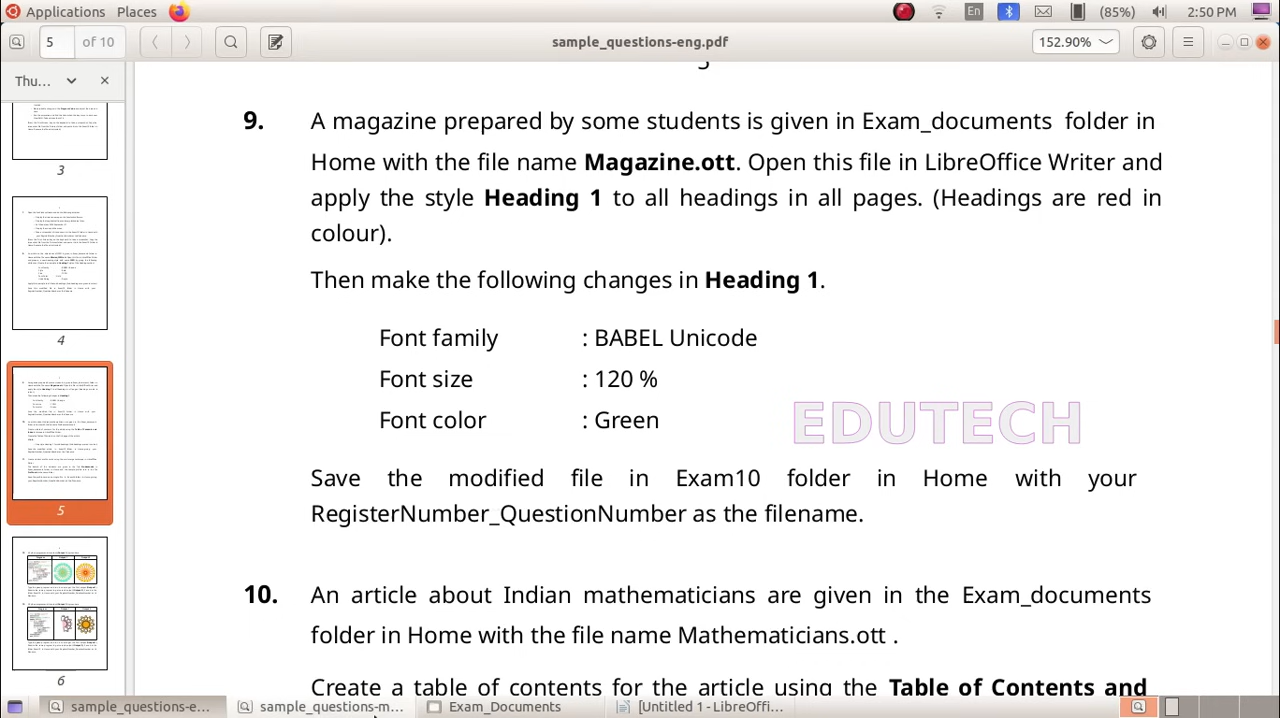 Applications Places En (85%) 2:50 PM
5 of 10 sample_questions-eng.pdf 152.90%
Thu...
3
4
5
6
9. A magazine prepared by some students is given in Exam_documents folder in
Home with the file name Magazine.ott. Open this file in LibreOffice Writer and
apply the style Heading 1 to all headings in all pages. (Headings are red in
colour).
Then make the following changes in Heading 1.
Font family : BABEL Unicode
Font size : 120 %
Font color : Green
EDUTECH
Save the modified file in Exam10 folder in Home with your
RegisterNumber_QuestionNumber as the filename.
10. An article about Indian mathematicians are given in the Exam_documents
folder in Home with the file name Mathematicians.ott .
Create a table of contents for the article using the Table of Contents and
sample_questions-e... sample_questions-m... Exam_Documents [Untitled 1 - LibreOffi...